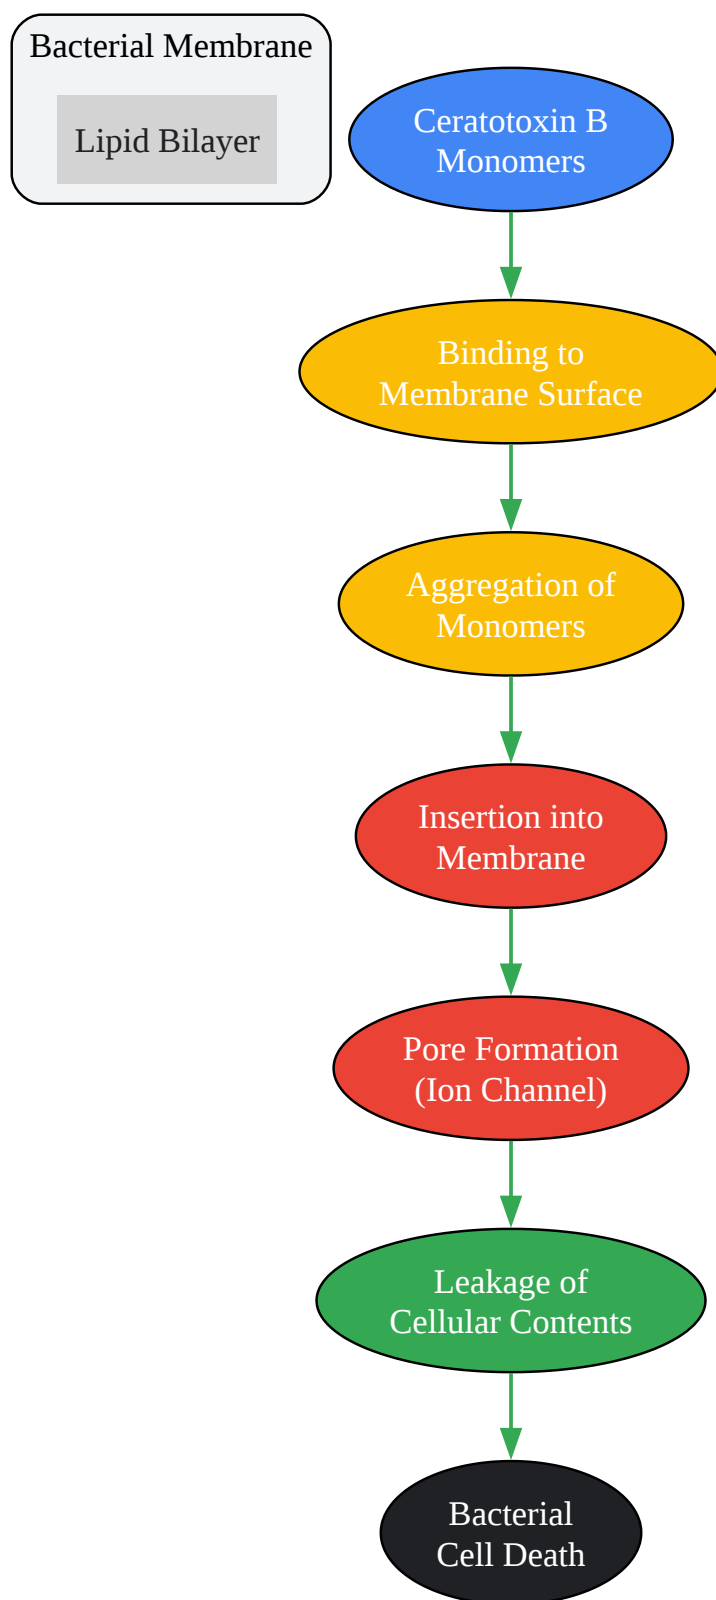 Bacterial Membrane
Lipid Bilayer
Ceratotoxin B
Monomers
Binding to
Membrane Surface
Aggregation of
Monomers
Insertion into
Membrane
Pore Formation
(Ion Channel)
Leakage of
Cellular Contents
Bacterial
Cell Death